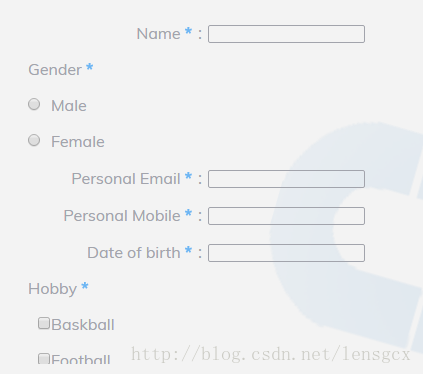 Name * :
Gender *
Male
Female
Personal Email * :
Personal Mobile * :
Date of birth * :
Hobby *
Baskball
Football
http://blog.csdn.net/lensgcx